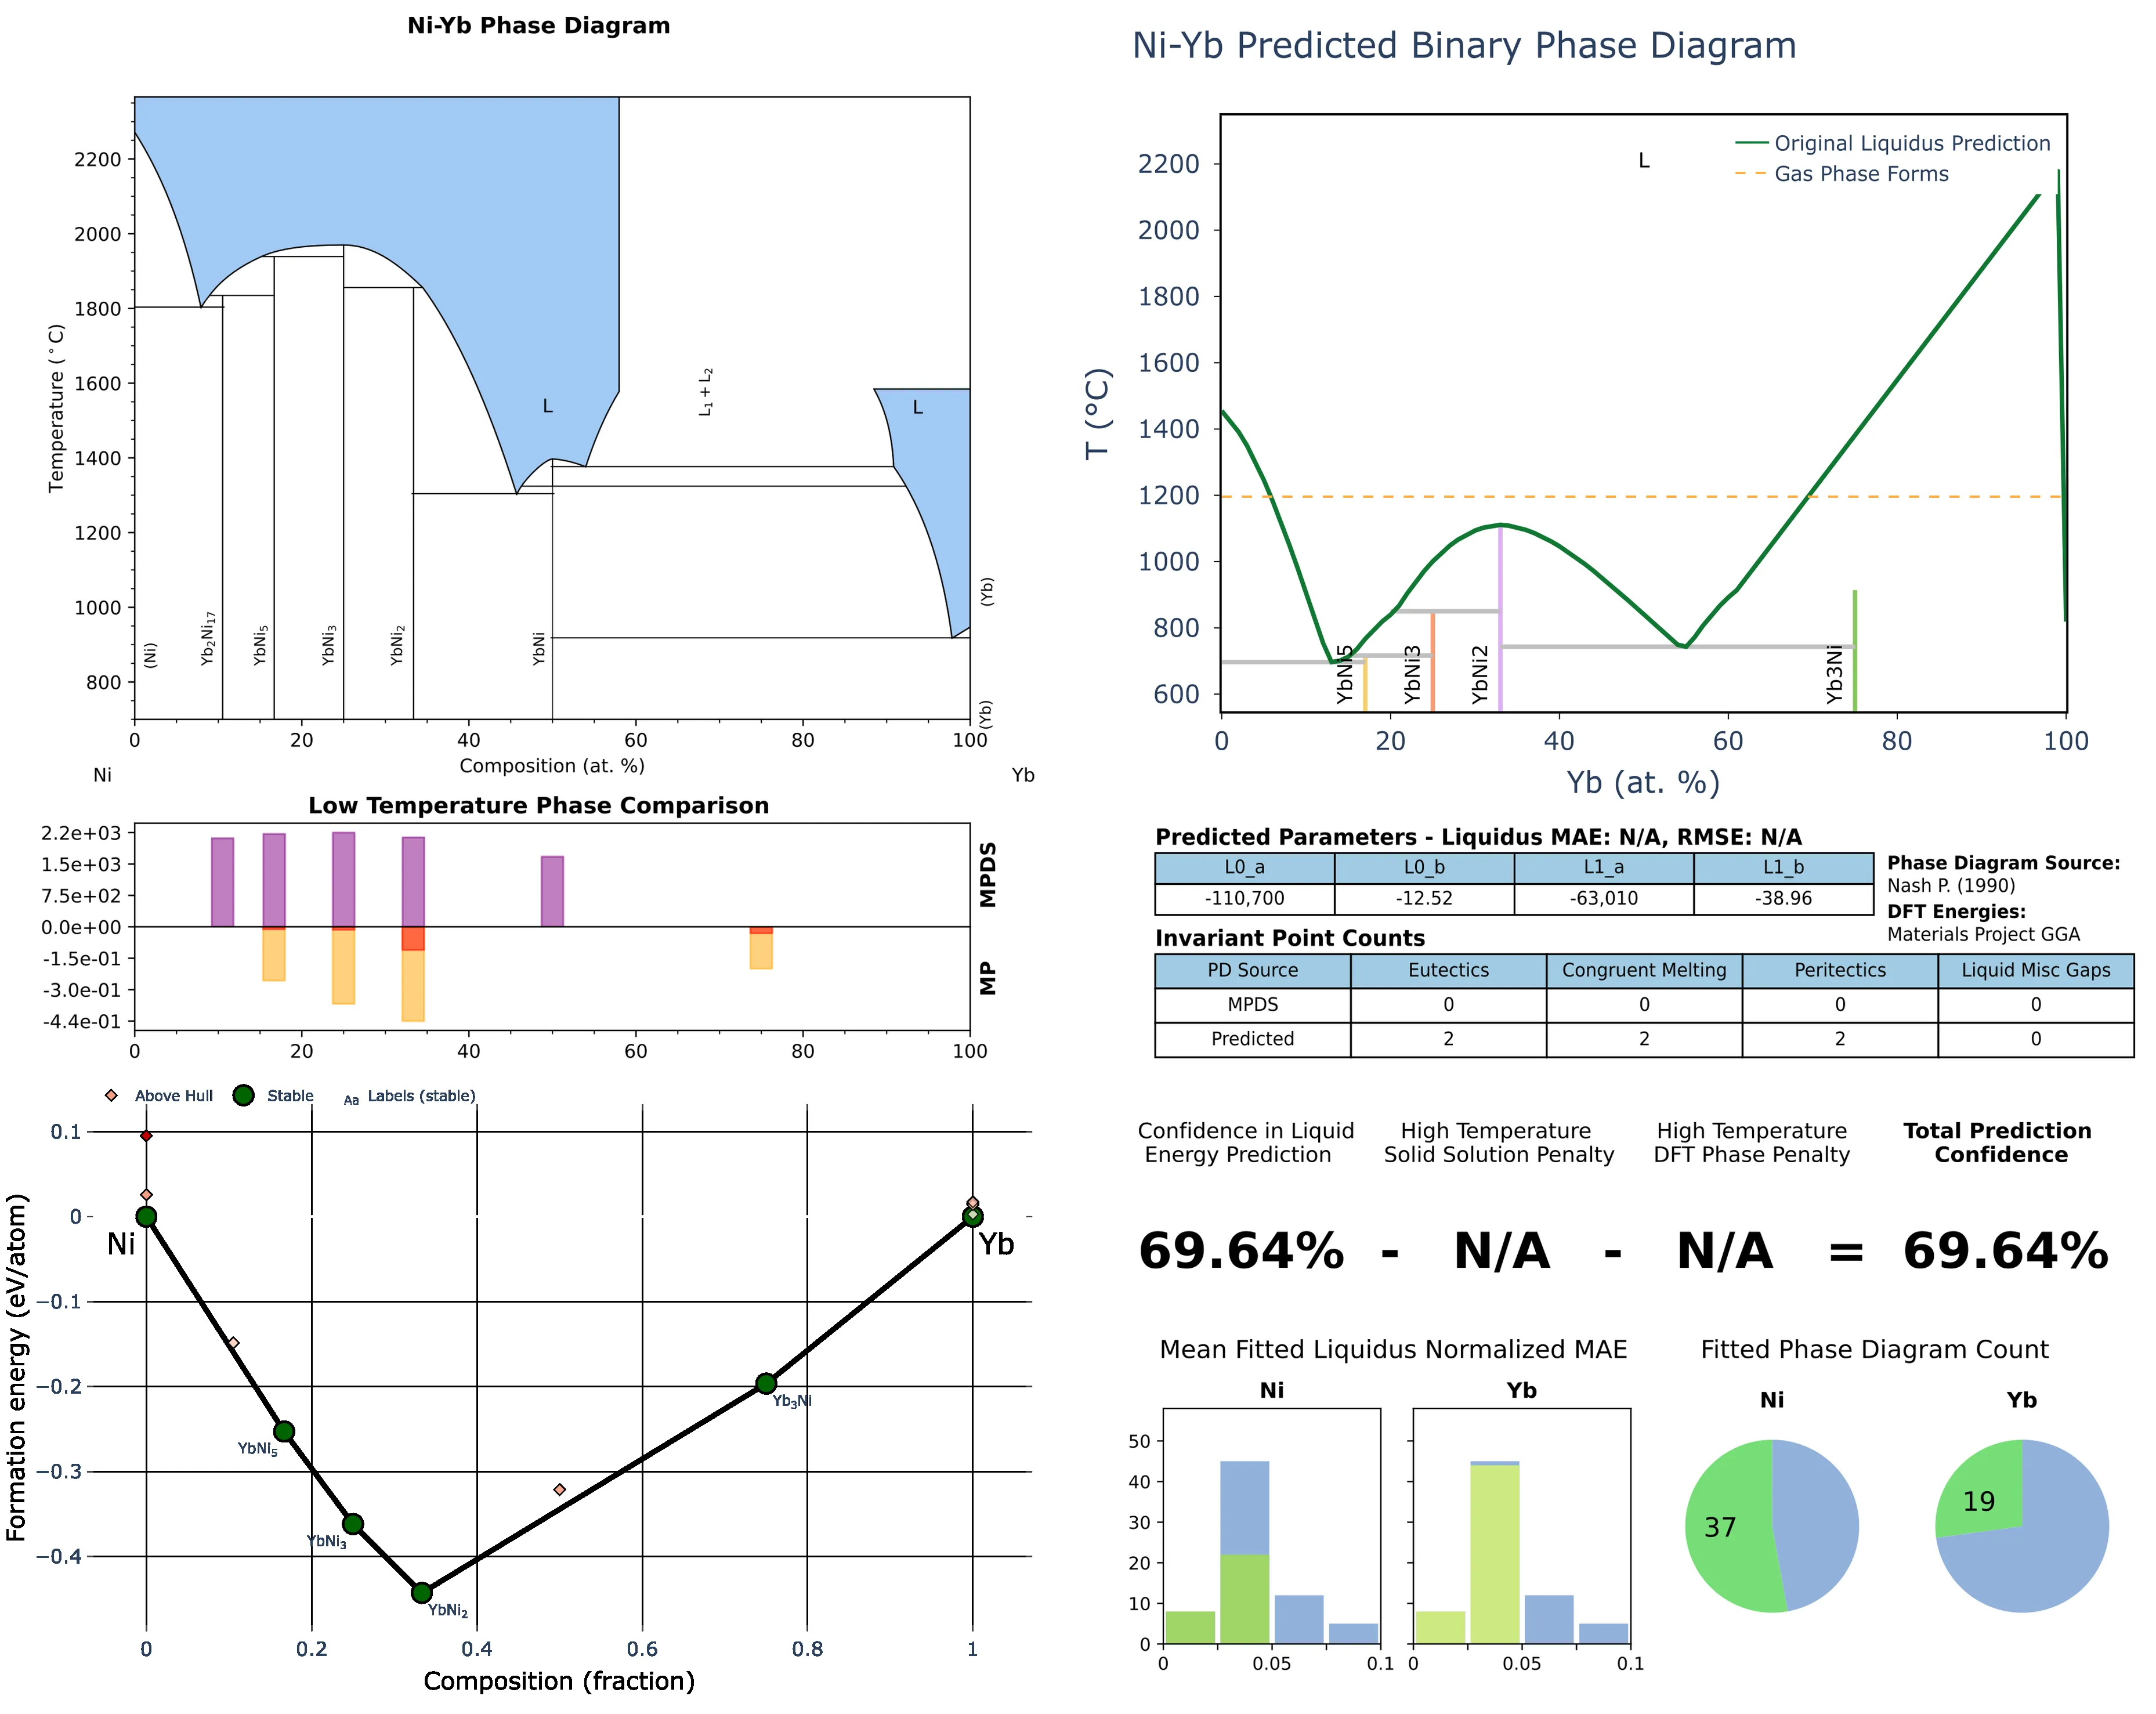 Ni-Yb Phase Diagram
2200
2000
1800
1600
1400
1200
1000
800
Temperature (°C)
L
L1 + L2
L
(Ni)
Yb2Ni17
YbNi5
YbNi3
YbNi2
YbNi
(Yb)
(Yb)
0 20 40 60 80 100
Composition (at. %)
Ni Yb
Low Temperature Phase Comparison
2.2e+03
1.5e+03
7.5e+02
0.0e+00
-1.5e-01
-3.0e-01
-4.4e-01
MPDS
MP
0 20 40 60 80 100
Above Hull Stable Aa Labels (stable)
0.1
0
−0.1
−0.2
−0.3
−0.4
Formation energy (eV/atom)
Ni
Yb
YbNi5
YbNi3
YbNi2
Yb3Ni
0 0.2 0.4 0.6 0.8 1
Composition (fraction)
Ni-Yb Predicted Binary Phase Diagram
L
Original Liquidus Prediction
Gas Phase Forms
2200
2000
1800
1600
1400
1200
1000
800
600
T (°C)
YbNi5
YbNi3
YbNi2
Yb3Ni
0 20 40 60 80 100
Yb (at. %)
Predicted Parameters - Liquidus MAE: N/A, RMSE: N/A
L0_a L0_b L1_a L1_b
-110,700 -12.52 -63,010 -38.96
Phase Diagram Source:
Nash P. (1990)
DFT Energies:
Materials Project GGA
Invariant Point Counts
PD Source Eutectics Congruent Melting Peritectics Liquid Misc Gaps
MPDS 0 0 0 0
Predicted 2 2 2 0
Confidence in Liquid
Energy Prediction
High Temperature
Solid Solution Penalty
High Temperature
DFT Phase Penalty
Total Prediction
Confidence
69.64% - N/A - N/A = 69.64%
Mean Fitted Liquidus Normalized MAE
Ni Yb
50
40
30
20
10
0
0 0.05 0.1
0 0.05 0.1
Fitted Phase Diagram Count
Ni Yb
37
19